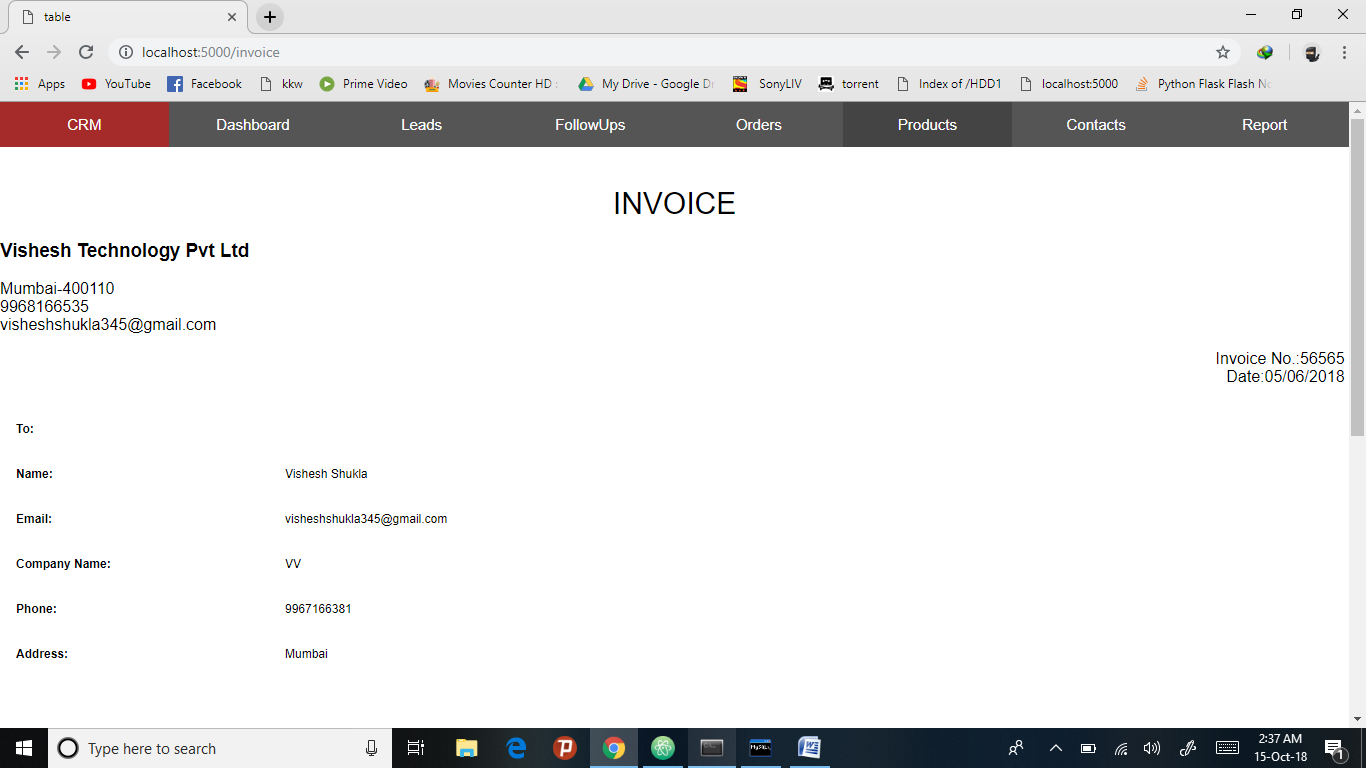 table
localhost:5000/invoice
Apps YouTube Facebook kkw Prime Video Movies Counter HD : My Drive - Google Dr SonyLIV torrent Index of /HDD1 localhost:5000 Python Flask Flash No
CRM Dashboard Leads FollowUps Orders Products Contacts Report
INVOICE
Vishesh Technology Pvt Ltd
Mumbai-400110
9968166535
visheshshukla345@gmail.com
Invoice No.:56565
Date:05/06/2018
To:
Name: Vishesh Shukla
Email: visheshshukla345@gmail.com
Company Name: VV
Phone: 9967166381
Address: Mumbai
Type here to search
MySQL
2:37 AM
15-Oct-18
1